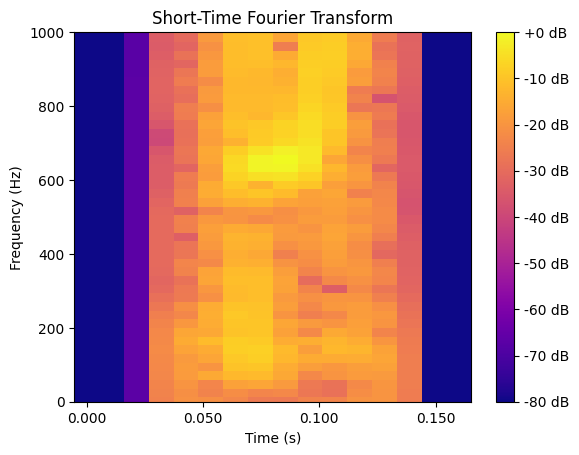 Short-Time Fourier Transform
1000
800
600
400
200
0
Frequency (Hz)
0.000
0.050
0.100
0.150
Time (s)
+0 dB
-10 dB
-20 dB
-30 dB
-40 dB
-50 dB
-60 dB
-70 dB
-80 dB